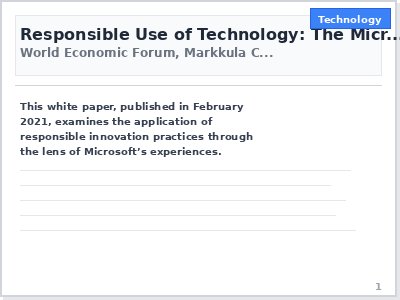 Technology
Responsible Use of Technology: The Micr...
World Economic Forum, Markkula C...
This white paper, published in February
2021, examines the application of
responsible innovation practices through
the lens of Microsoft’s experiences.
1